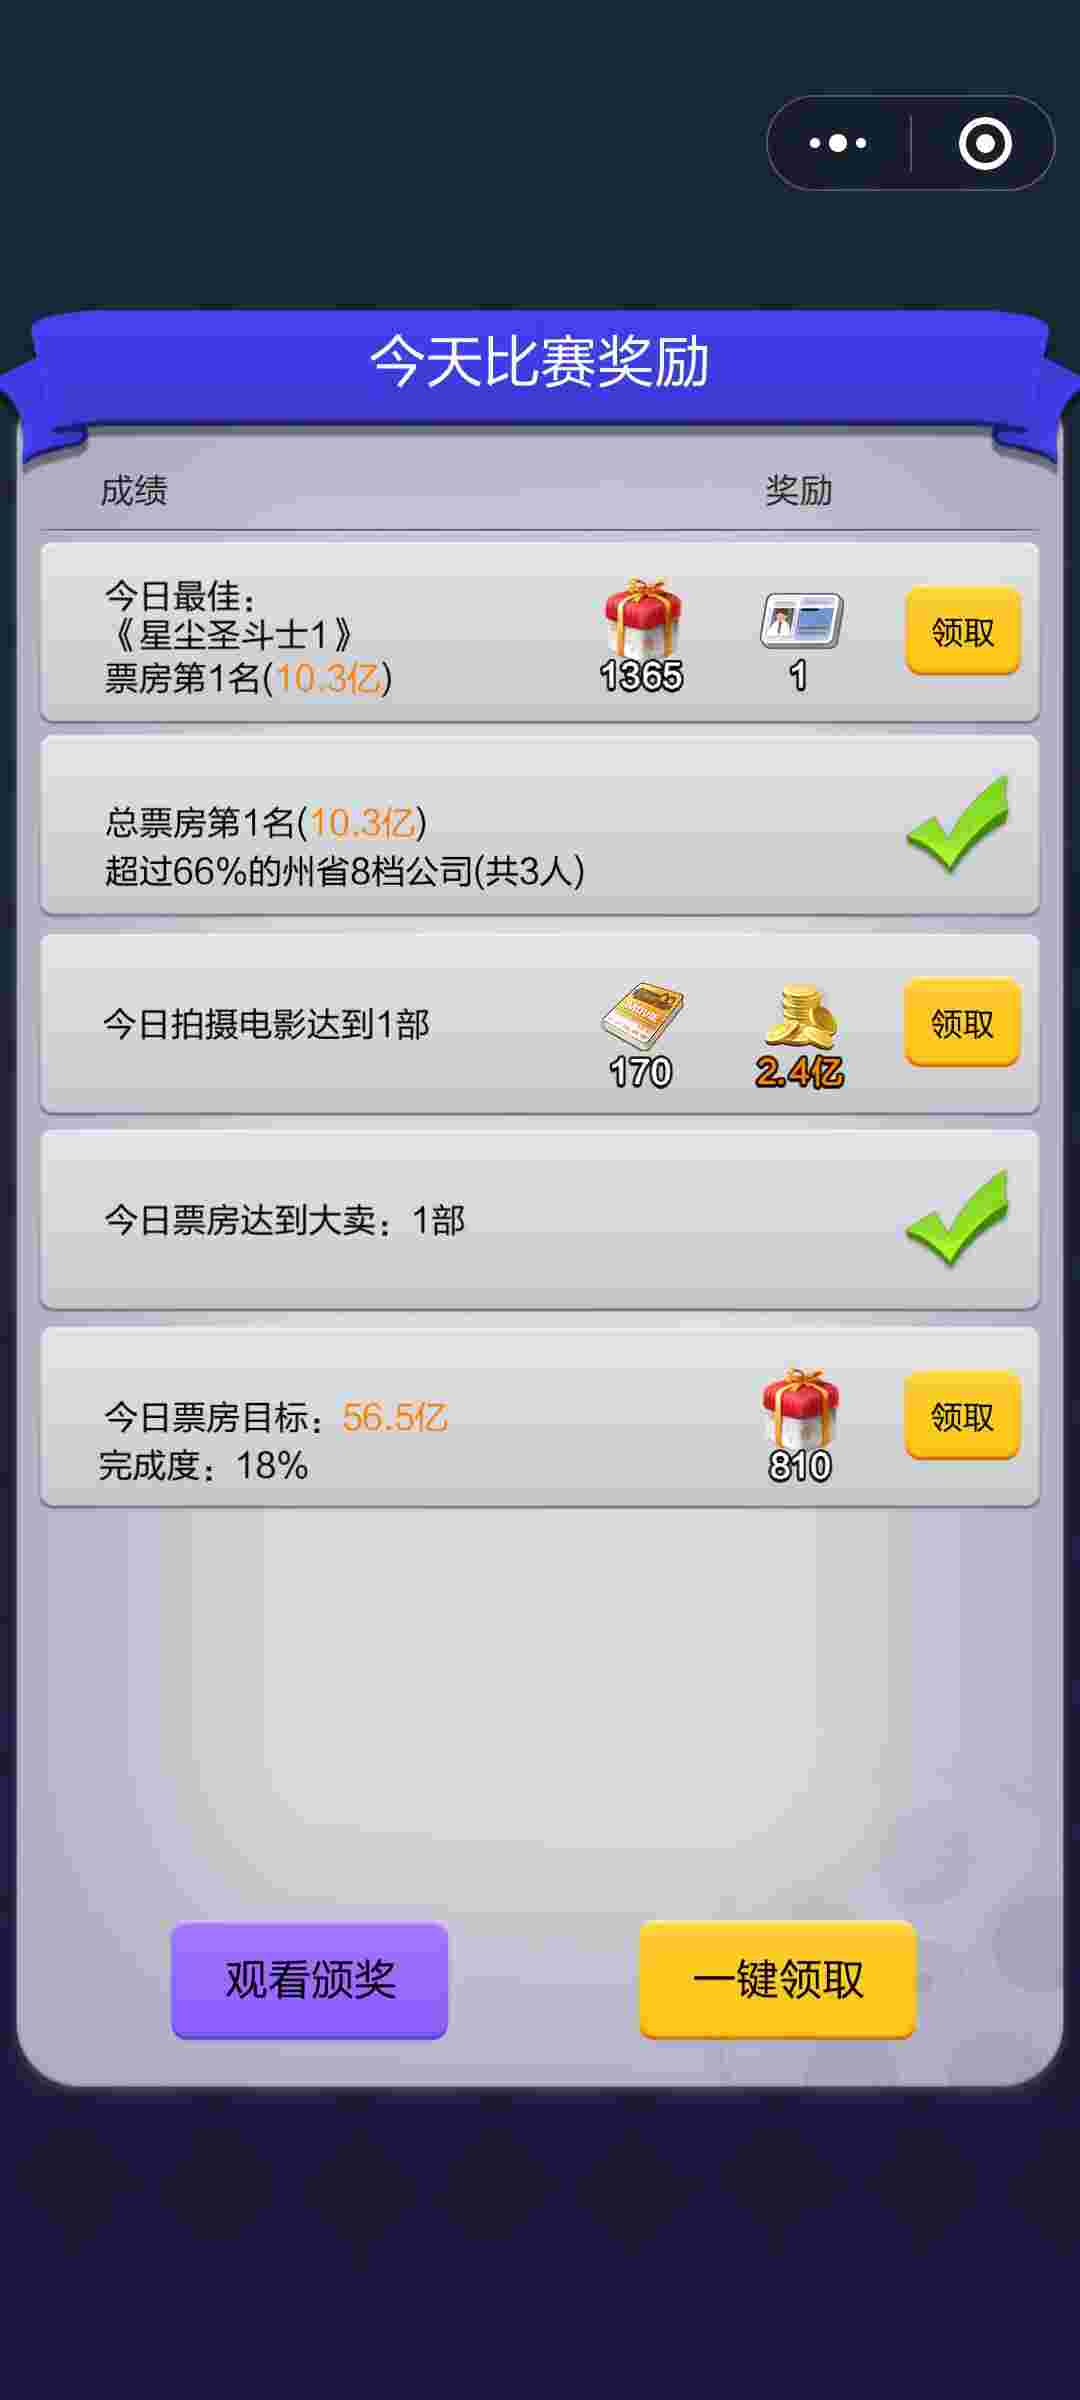 今天比赛奖励
成绩 奖励
今日最佳：
《星尘圣斗士1》
票房第1名(10.3亿)
1365 1 领取
总票房第1名(10.3亿)
超过66%的州省8档公司(共3人)
今日拍摄电影达到1部
170 2.4亿 领取
今日票房达到大卖：1部
今日票房目标：56.5亿
完成度：18%
810 领取
观看颁奖 一键领取